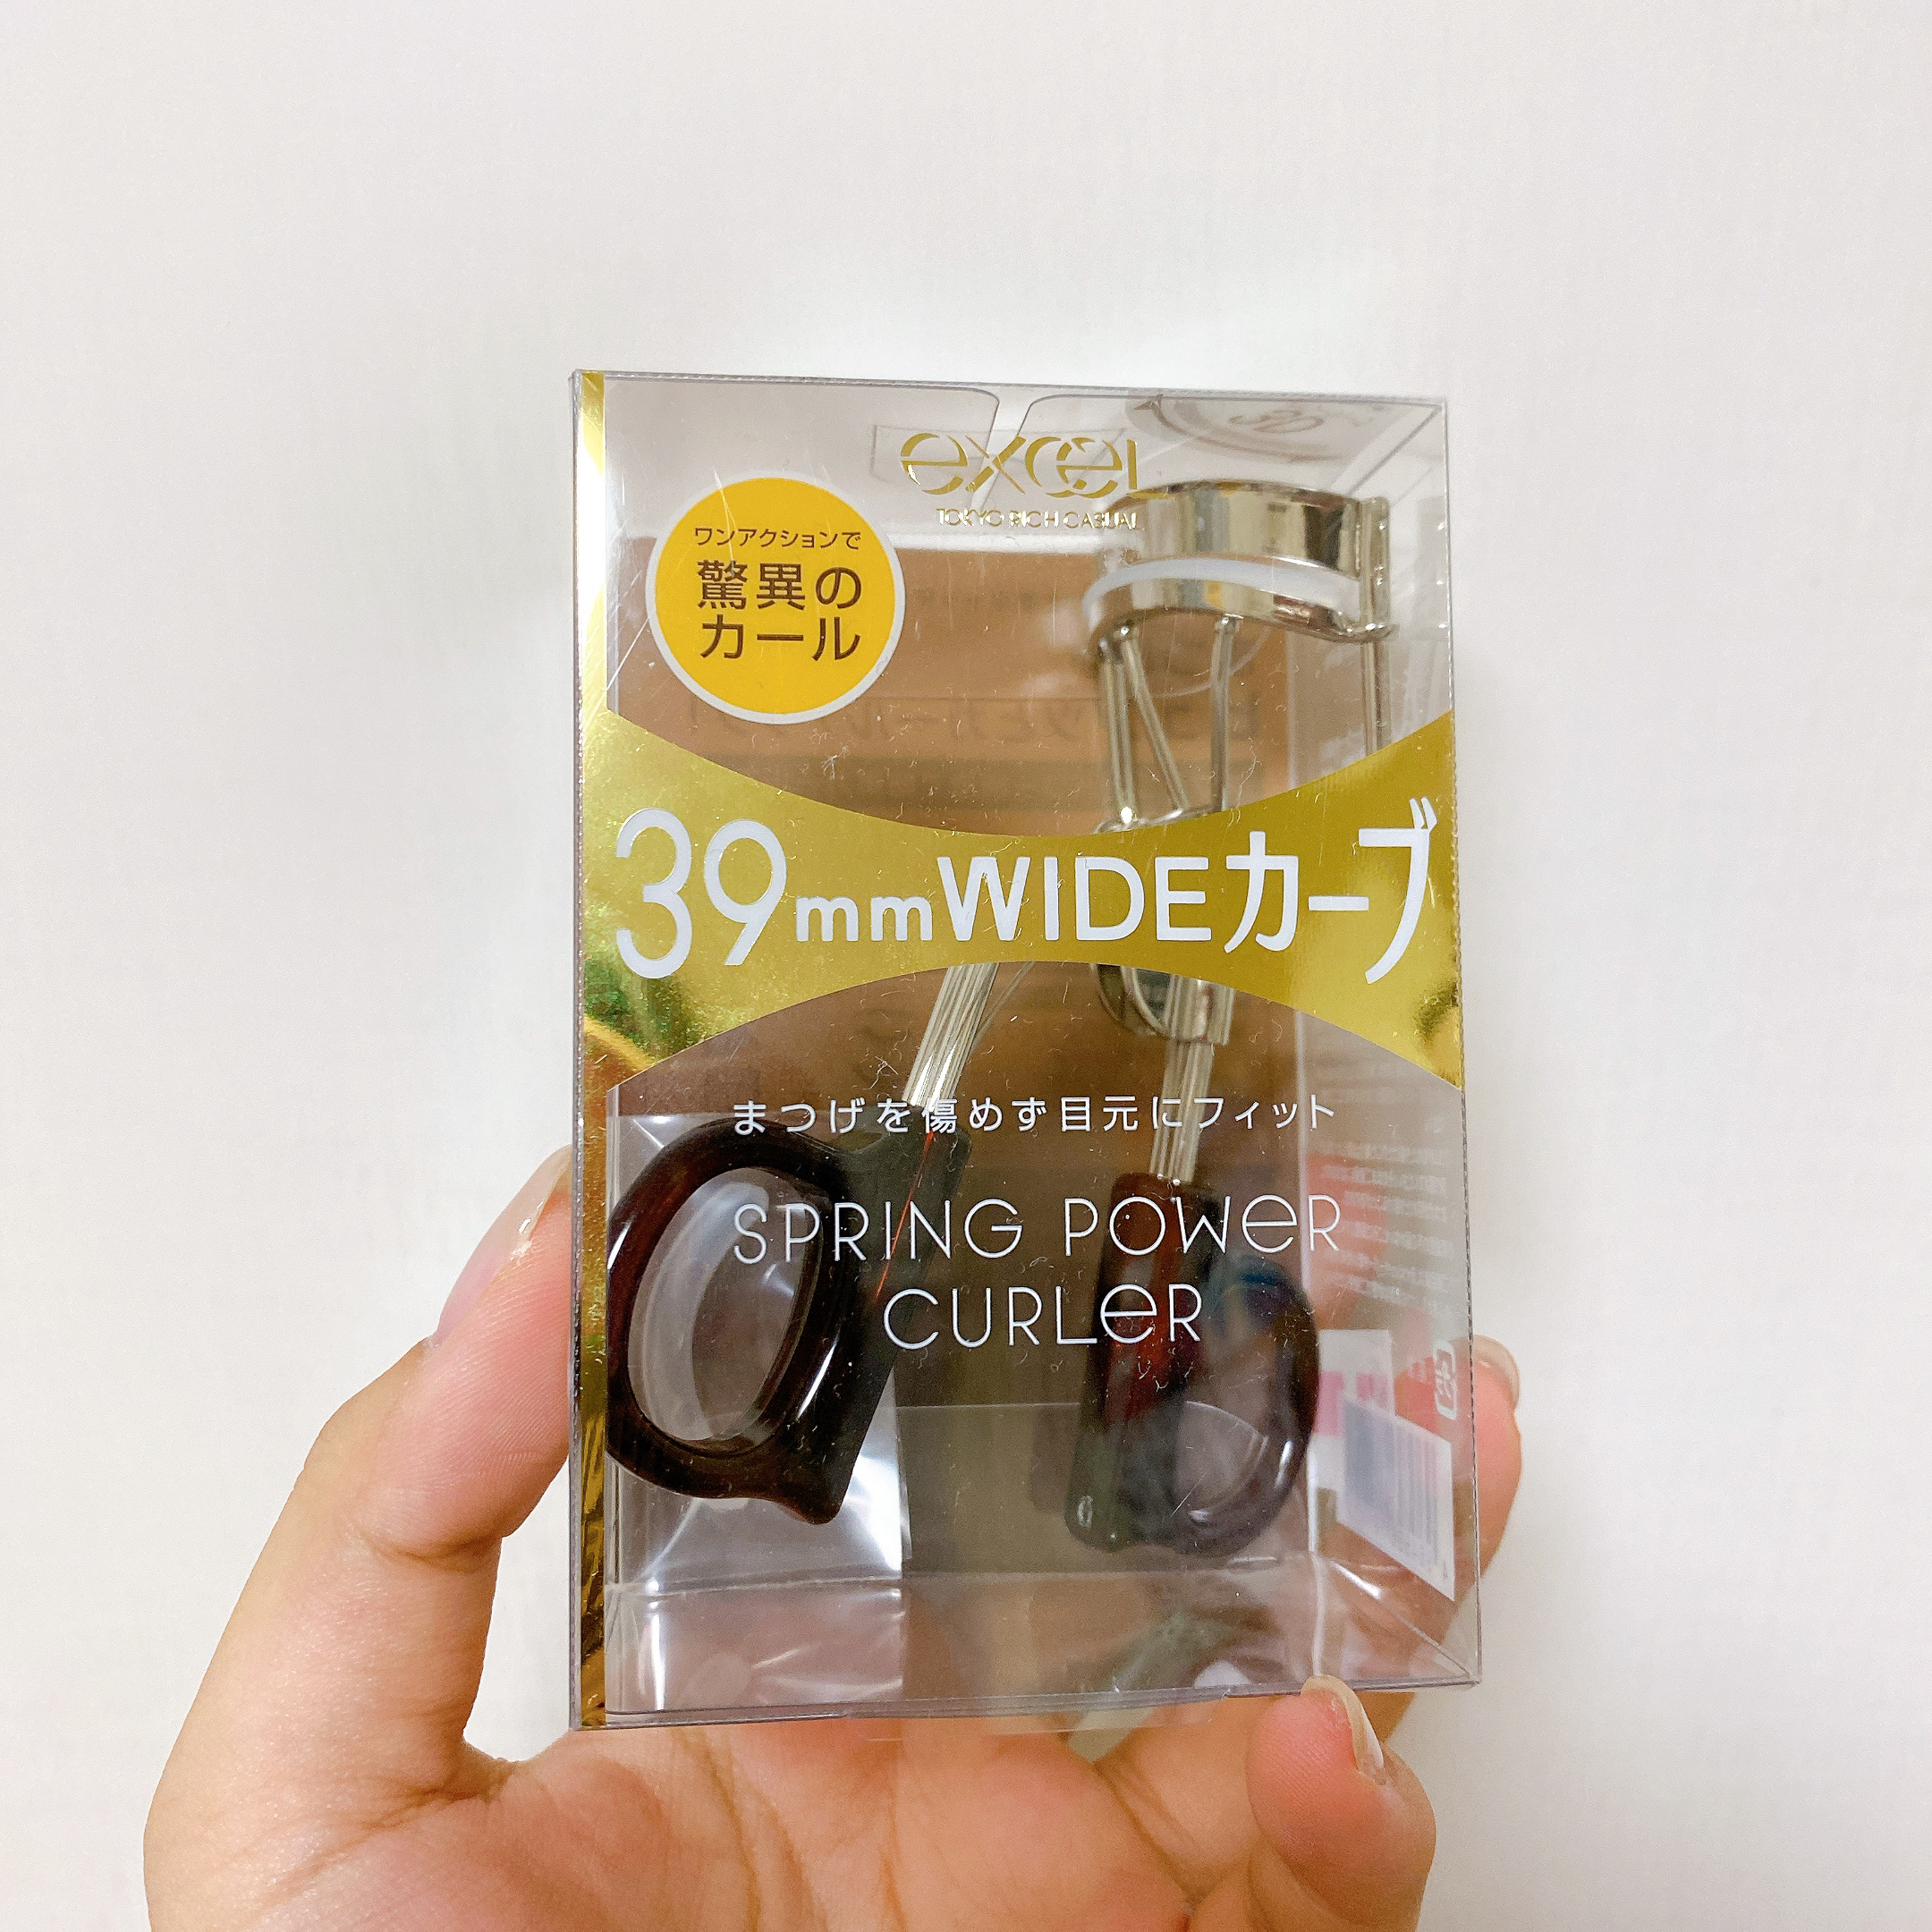 excel
TOKYO RICH CASUAL
ワンアクションで
驚異の
カール
39mmWIDEカーブ
まつげを傷めず目元にフィット
SPRING POWER
CURLER